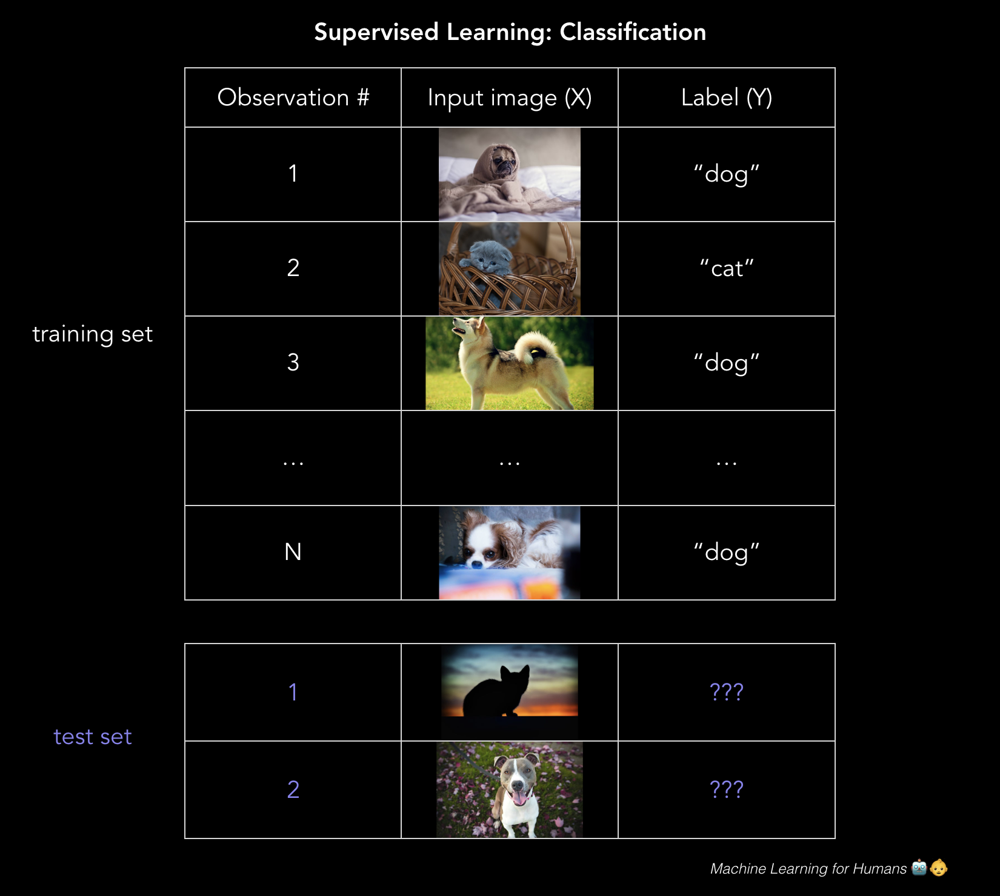 Supervised Learning: Classification
Observation # Input image (X) Label (Y)
1 “dog”
2 “cat”
training set
3 “dog”
... ... ...
N “dog”
1 ???
test set
2 ???
Machine Learning for Humans 🤖👶